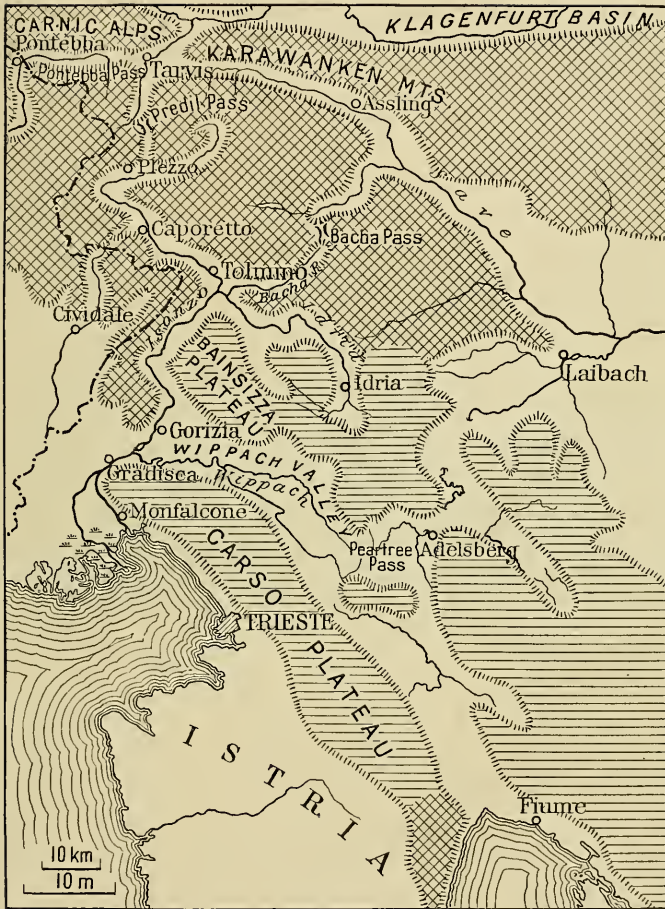 KLAGENFURT BASIN
CARNIC ALPS
Pontebba
Pontebba Pass
Tarvis
KARAWANKEN MTS.
Assling
Predil Pass
Plezzo
Save
Caporetto
Bacha Pass
Tolmino
Bacha R.
Isonzo
Cividale
Idria
BAINSIZZA
PLATEAU
Idria
Laibach
Gorizia
WIPPACH VALLEY
Gradisca
Wippach
Monfalcone
Peartree
Pass
Adelsberg
CARSO PLATEAU
TRIESTE
ISTRIA
Fiume
10 km
10 m